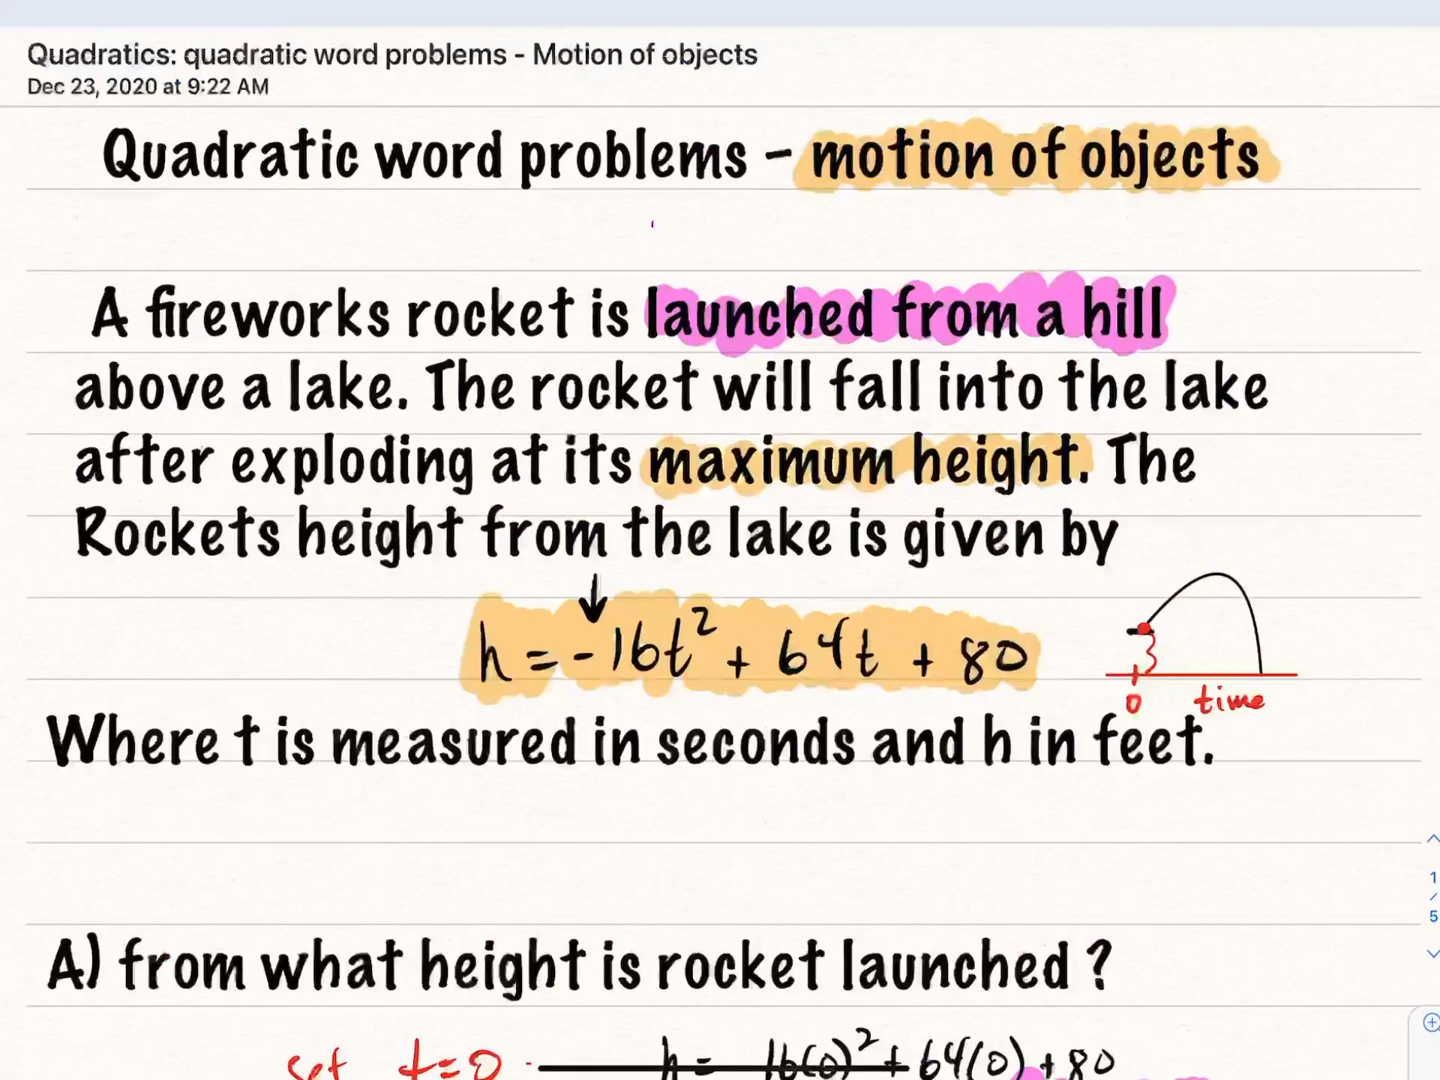 Quadratics: quadratic word problems - Motion of objects
Dec 23, 2020 at 9:22 AM
Quadratic word problems - motion of objects
A fireworks rocket is launched from a hill
above a lake. The rocket will fall into the lake
after exploding at its maximum height. The
Rockets height from the lake is given by
h = -16t² + 64t + 80
0 time
Where t is measured in seconds and h in feet.
1
/
5
A) from what height is rocket launched ?
set t=0 h = 16(0)² + 64(0) + 80